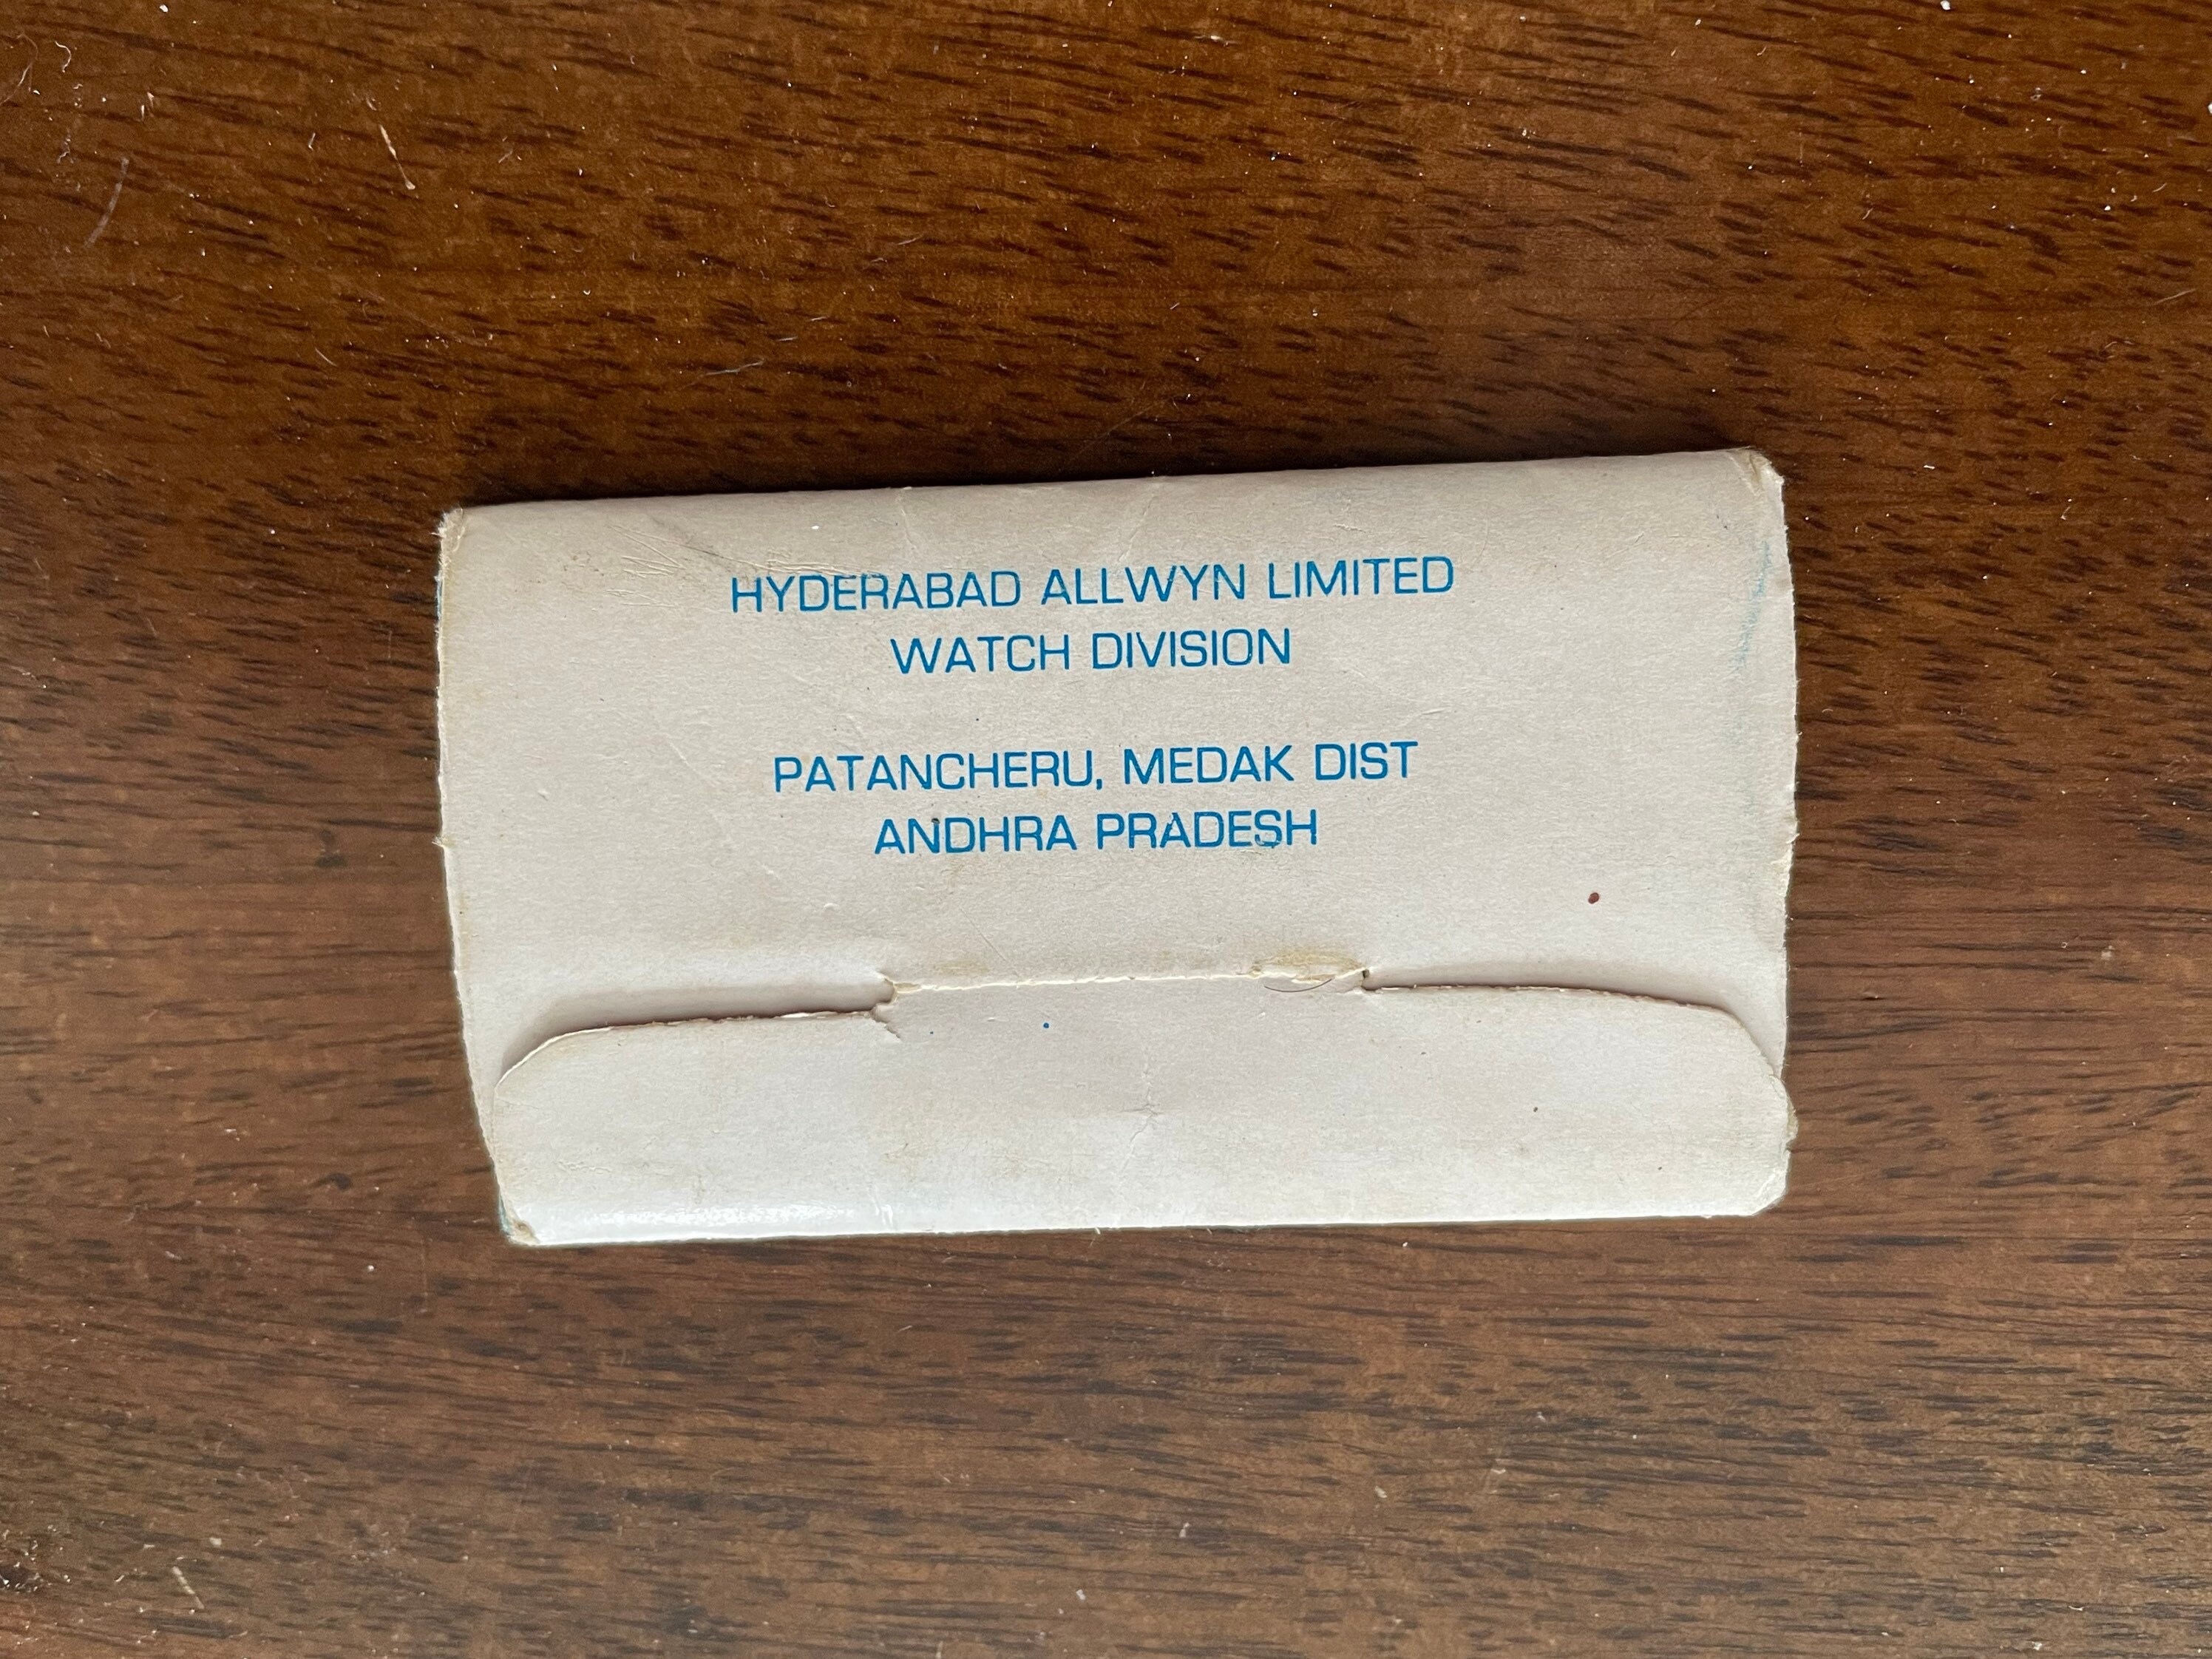 HYDERABAD ALLWYN LIMITED
WATCH DIVISION
PATANCHERU, MEDAK DIST
ANDHRA PRADESH